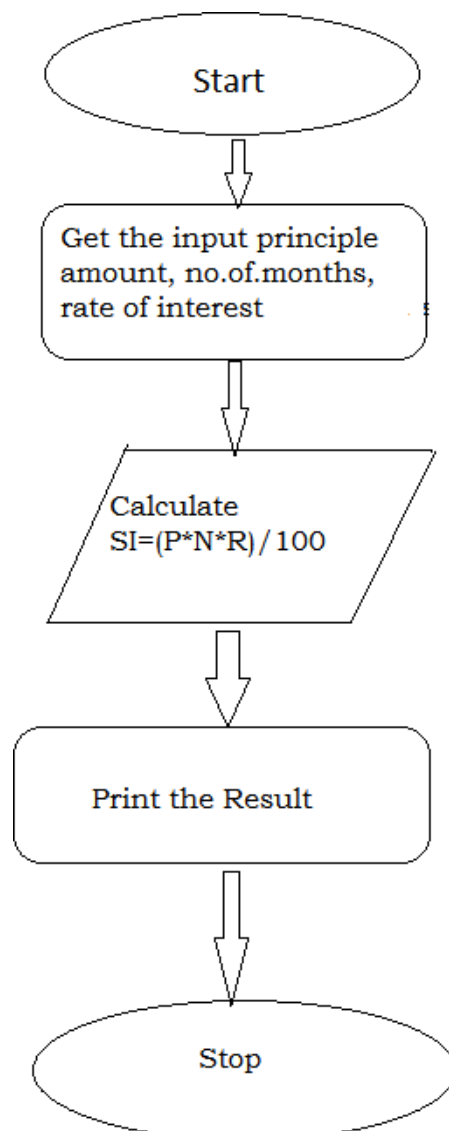 Start
Get the input principle
amount, no.of.months,
rate of interest
Calculate
SI=(P*N*R)/100
Print the Result
Stop